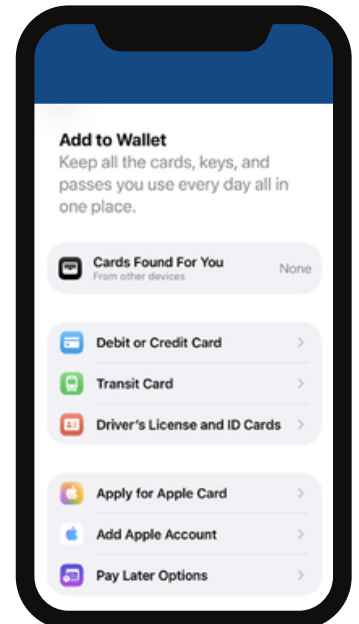 Add to Wallet
Keep all the cards, keys, and
passes you use every day all in
one place.
Cards Found For You
From other devices
None
Debit or Credit Card
Transit Card
Driver's License and ID Cards
Apply for Apple Card
Add Apple Account
Pay Later Options